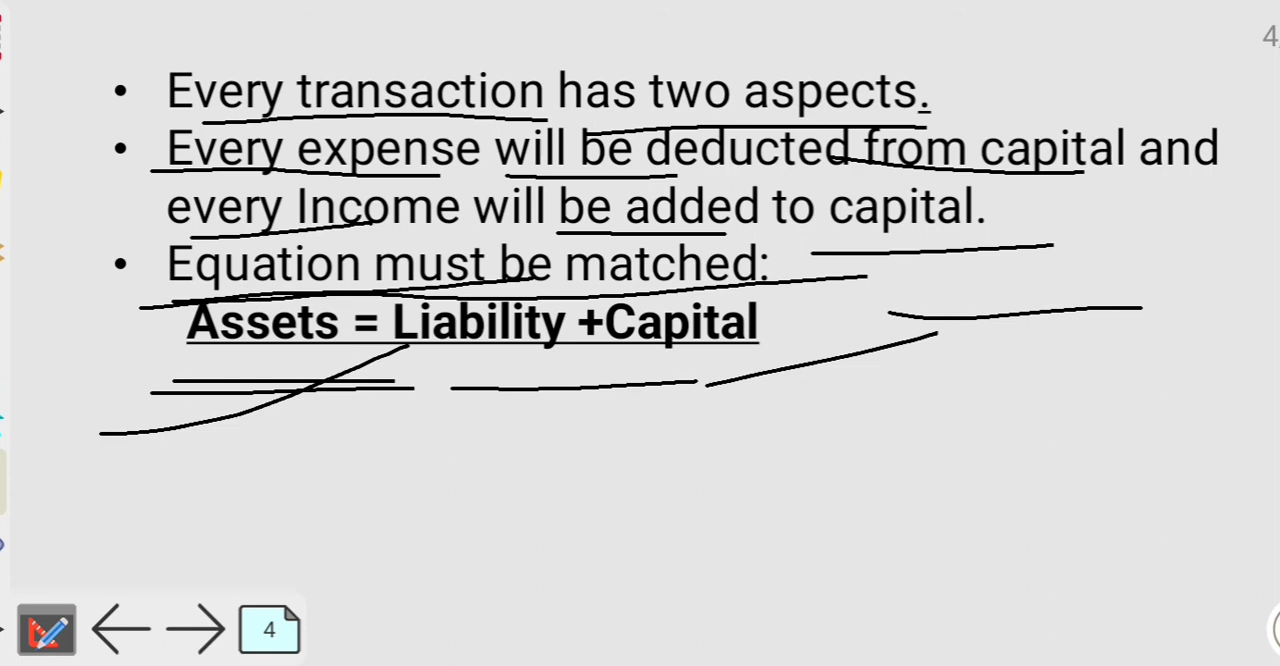 4
• Every transaction has two aspects.
• Every expense will be deducted from capital and
every Income will be added to capital.
• Equation must be matched:
Assets = Liability +Capital
4